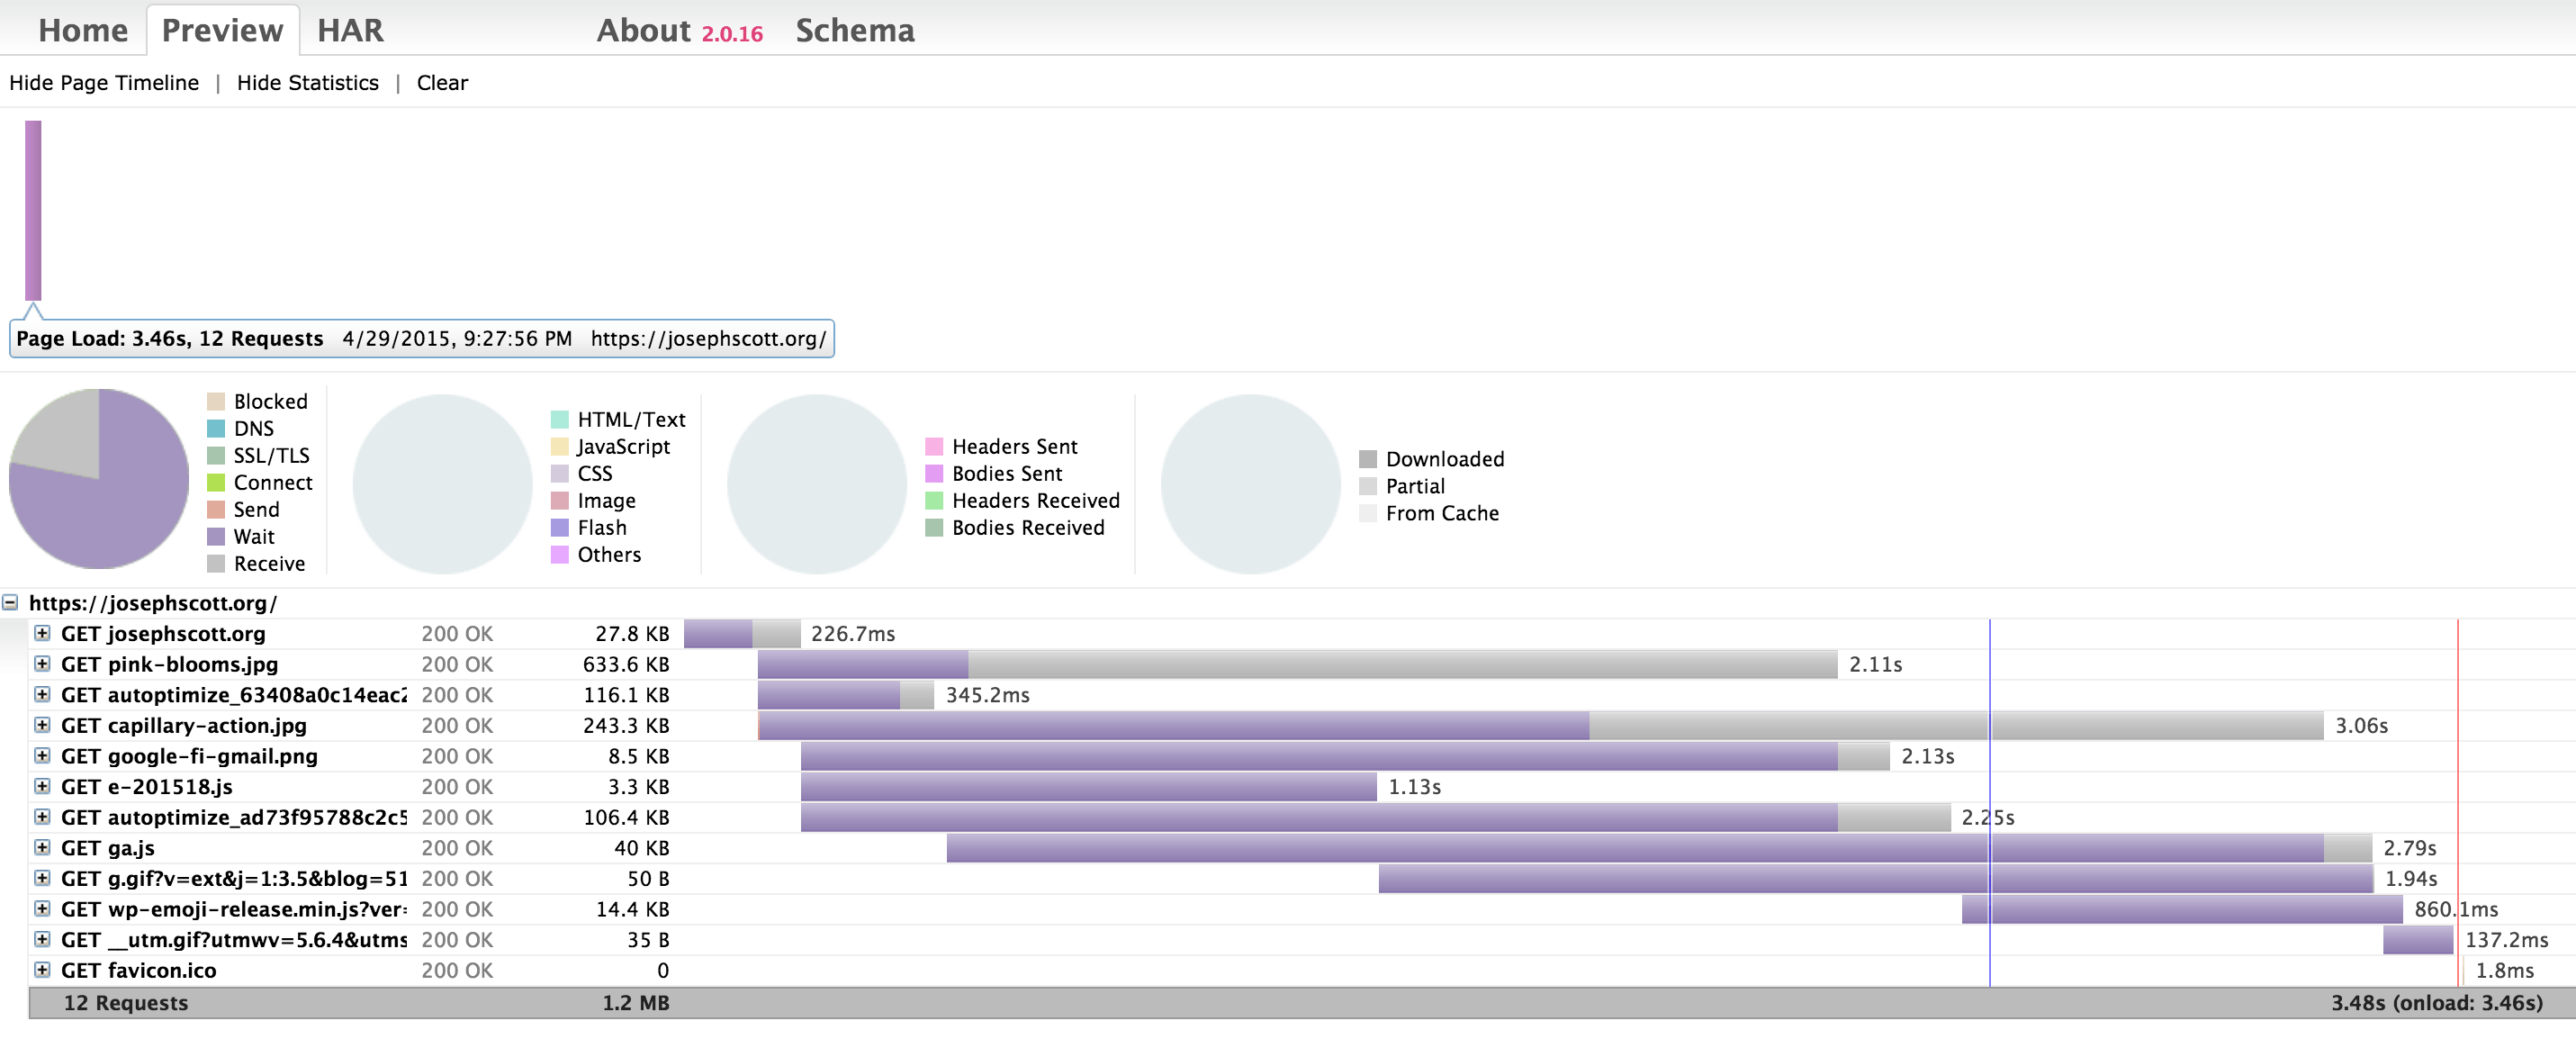 Home Preview HAR About 2.0.16 Schema
Hide Page Timeline | Hide Statistics | Clear
Page Load: 3.46s, 12 Requests 4/29/2015, 9:27:56 PM https://josephscott.org/
Blocked
DNS
SSL/TLS
Connect
Send
Wait
Receive
HTML/Text
JavaScript
CSS
Image
Flash
Others
Headers Sent
Bodies Sent
Headers Received
Bodies Received
Downloaded
Partial
From Cache
https://josephscott.org/
GET josephscott.org 200 OK 27.8 KB 226.7ms
GET pink-blooms.jpg 200 OK 633.6 KB 2.11s
GET autoptimize_63408a0c14eac2 200 OK 116.1 KB 345.2ms
GET capillary-action.jpg 200 OK 243.3 KB 3.06s
GET google-fi-gmail.png 200 OK 8.5 KB 2.13s
GET e-201518.js 200 OK 3.3 KB 1.13s
GET autoptimize_ad73f95788c2c5 200 OK 106.4 KB 2.25s
GET ga.js 200 OK 40 KB 2.79s
GET g.gif?v=ext&j=1:3.5&blog=51 200 OK 50 B 1.94s
GET wp-emoji-release.min.js?ver= 200 OK 14.4 KB 860.1ms
GET __utm.gif?utmwv=5.6.4&utms 200 OK 35 B 137.2ms
GET favicon.ico 200 OK 0 1.8ms
12 Requests 1.2 MB 3.48s (onload: 3.46s)